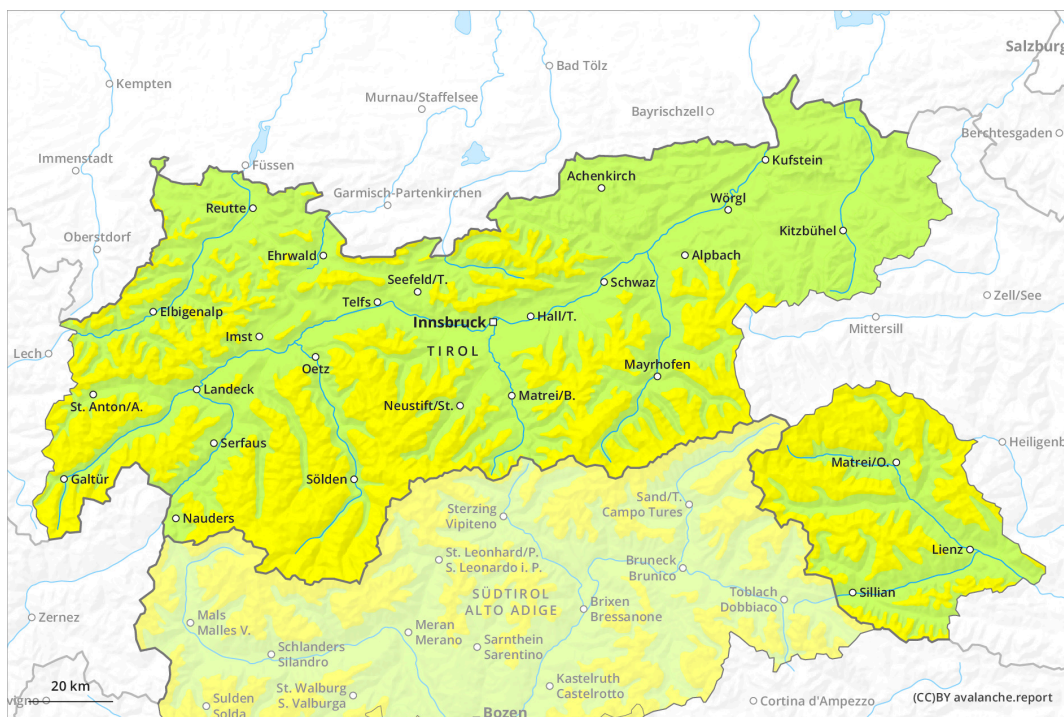 Salzburg
Kempten
Bad Tölz
Murnau/Staffelsee
Bayrischzell
Berchtesgaden
Immenstadt
Füssen
Kufstein
Garmisch-Partenkirchen
Achenkirch
Reutte
Wörgl
Oberstdorf
Kitzbühel
Ehrwald
Alpbach
Seefeld/T.
Schwaz
Zell/See
Telfs
Elbigenalp
Innsbruck
Hall/T.
Mittersill
Imst
Lech
TIROL
Oetz
Mayrhofen
Landeck
Matrei/B.
St. Anton/A.
Neustift/St.
Serfaus
Heiligenb
Matrei/O.
Galtür
Sölden
Sand/T.
Campo Tures
Sterzing
Vipiteno
Nauders
Lienz
St. Leonhard/P.
S. Leonardo i. P.
Bruneck
Brunico
Toblach
Dobbiaco
Sillian
SÜDTIROL
ALTO ADIGE
Brixen
Bressanone
Zernez
Mals
Malles V.
Meran
Merano
Sarnthein
Sarentino
Schlanders
Silandro
20 km
St. Walburg
S. Valburga
Kastelruth
Castelrotto
vigno
Sulden
Solda
Cortina d'Ampezzo
(CC)BY avalanche.report
Bozen